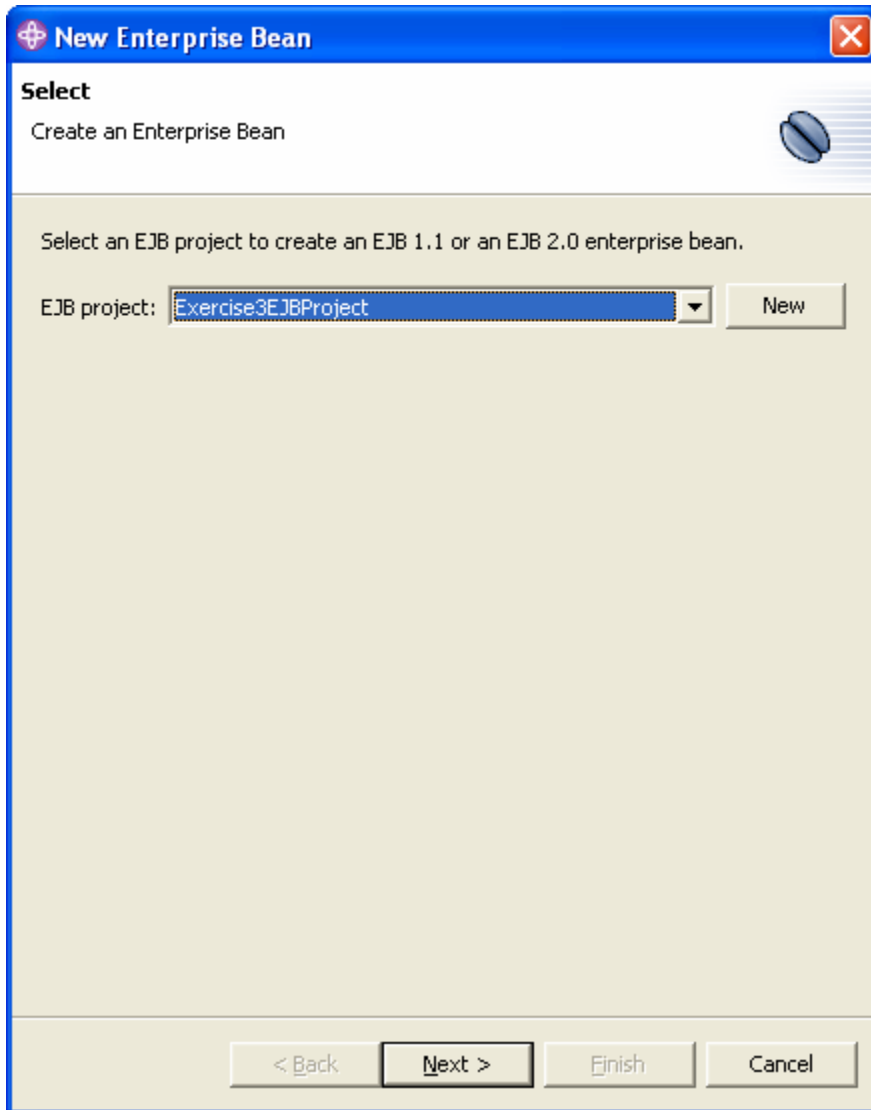 New Enterprise Bean
Select
Create an Enterprise Bean
Select an EJB project to create an EJB 1.1 or an EJB 2.0 enterprise bean.
EJB project: Exercise3EJBProject New
< Back Next > Finish Cancel